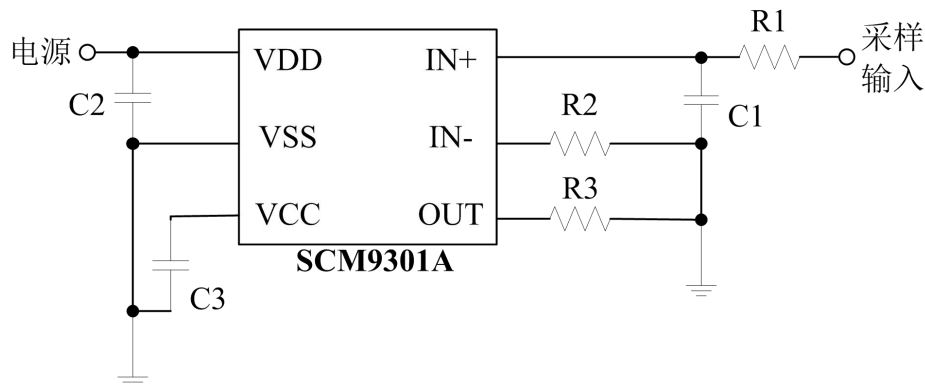 R1
电源
VDD
IN+
采样
输入
C2
R2
C1
VSS
IN-
R3
VCC
OUT
SCM9301A
C3